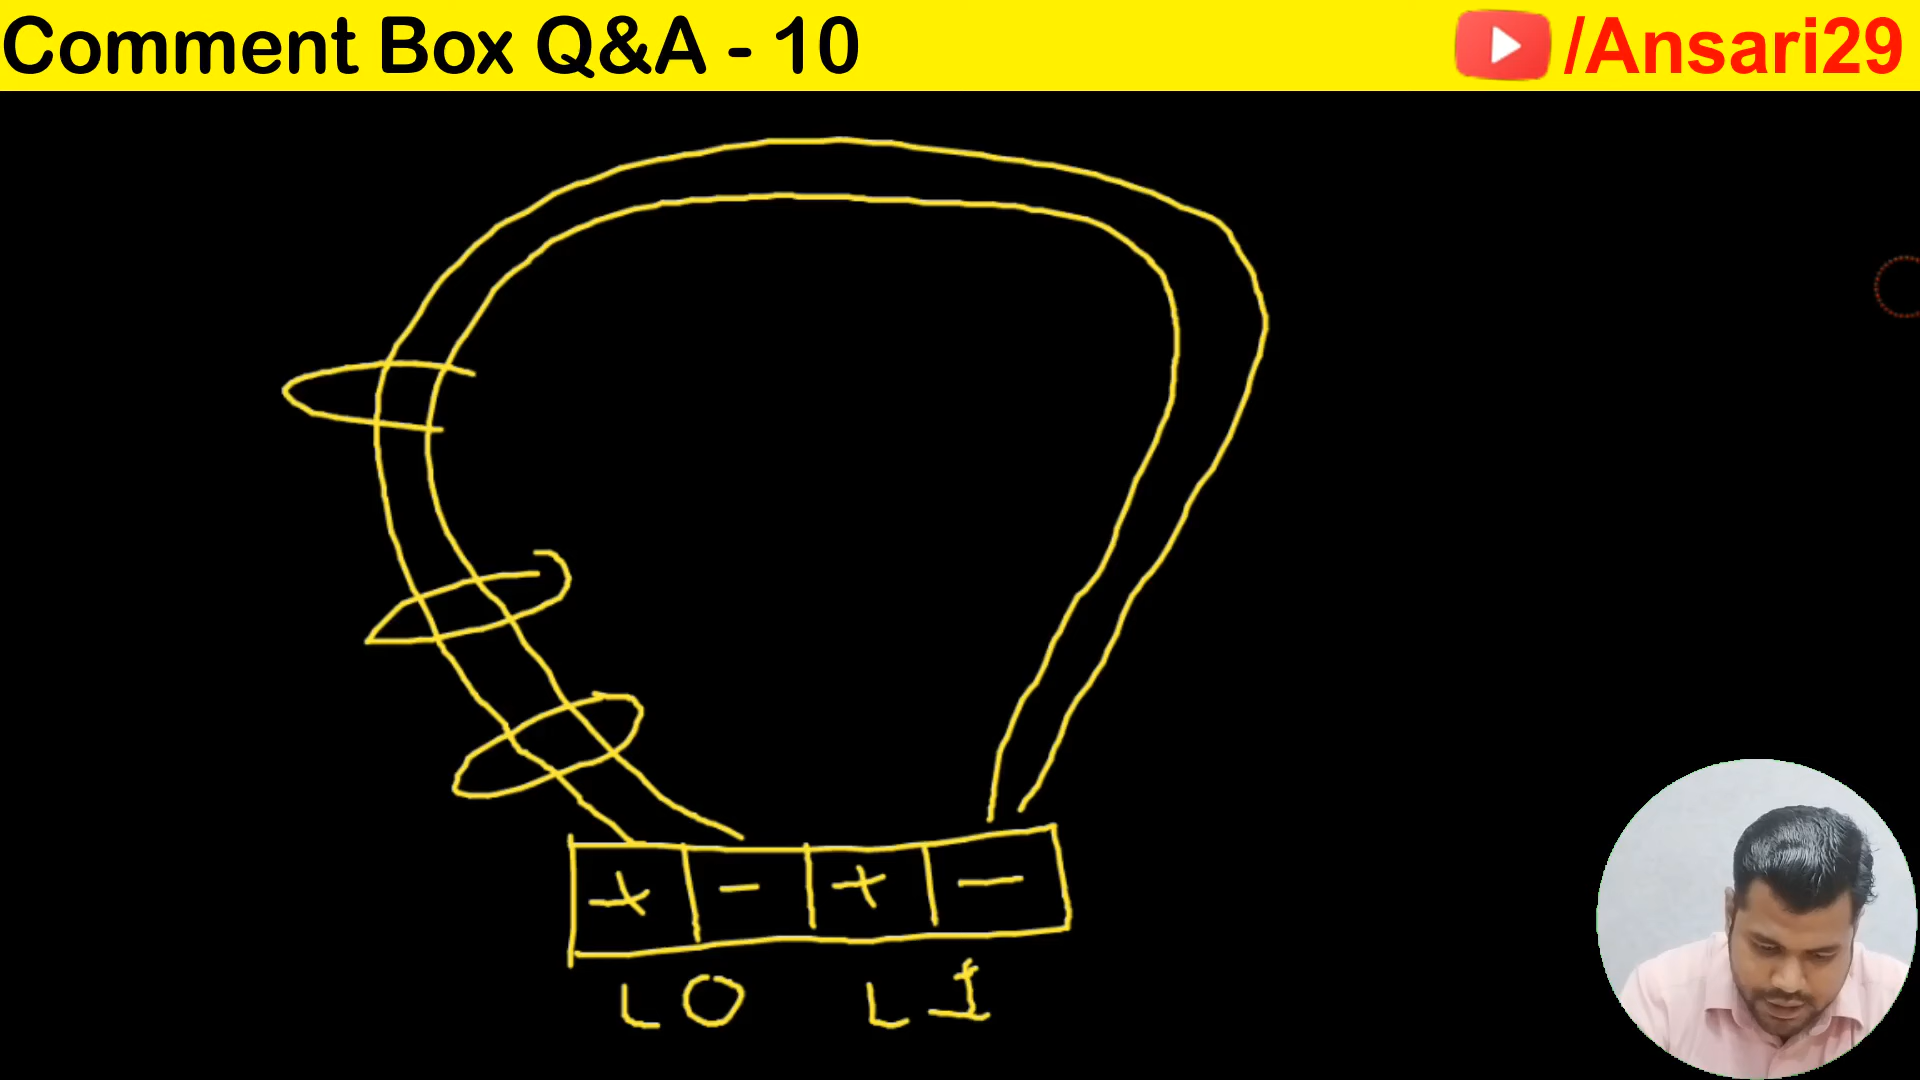 Comment Box Q&A - 10
/Ansari29
+ - + -
LO LI